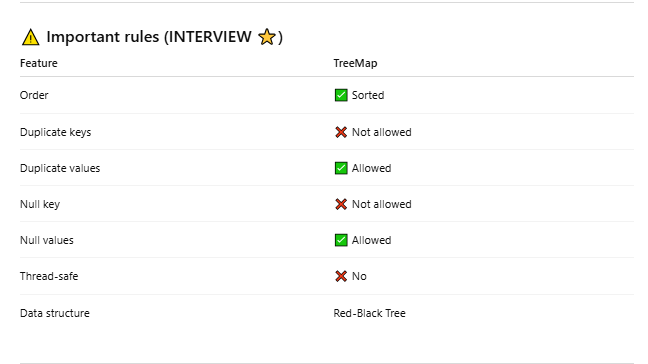 ⚠️ Important rules (INTERVIEW ⭐)
Feature TreeMap
Order ✅ Sorted
Duplicate keys ❌ Not allowed
Duplicate values ✅ Allowed
Null key ❌ Not allowed
Null values ✅ Allowed
Thread-safe ❌ No
Data structure Red-Black Tree